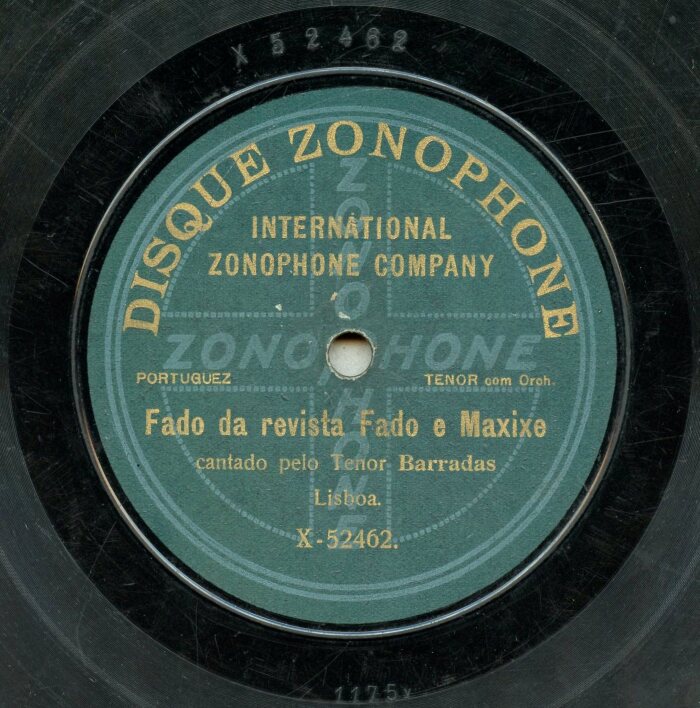 X 52462
DISQUE ZONOPHONE
INTERNATIONAL
ZONOPHONE COMPANY
ZONOPHONE
ZONOPHONE
PORTUGUEZ
TENOR com Orch.
Fado da revista Fado e Maxixe
cantado pelo Tenor Barradas
Lisboa.
X-52462.
1175x